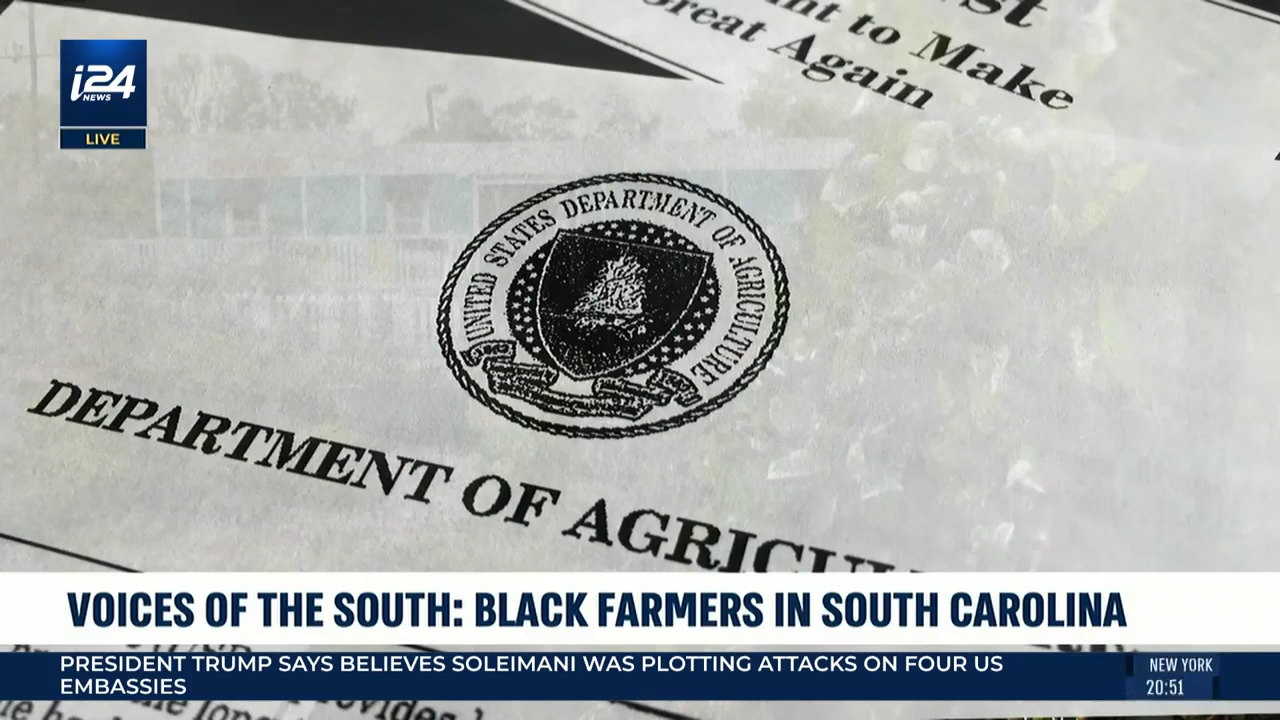 nt to Make
Great Again
i24
NEWS
LIVE
UNITED STATES DEPARTMENT OF AGRICULTURE
DEPARTMENT OF AGRICU
VOICES OF THE SOUTH: BLACK FARMERS IN SOUTH CAROLINA
PRESIDENT TRUMP SAYS BELIEVES SOLEIMANI WAS PLOTTING ATTACKS ON FOUR US
EMBASSIES
NEW YORK
20:51